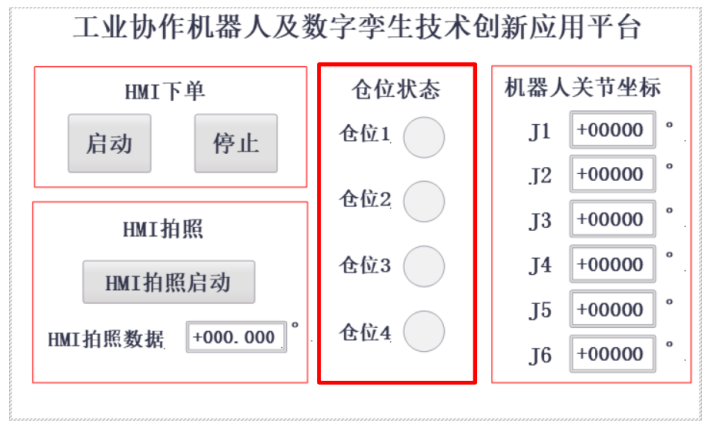 工业协作机器人及数字孪生技术创新应用平台
HMI下单
启动
停止
HMI拍照
HMI拍照启动
HMI拍照数据 +000.000 °
仓位状态
仓位1
仓位2
仓位3
仓位4
机器人关节坐标
J1 +00000 °
J2 +00000 °
J3 +00000 °
J4 +00000 °
J5 +00000 °
J6 +00000 °